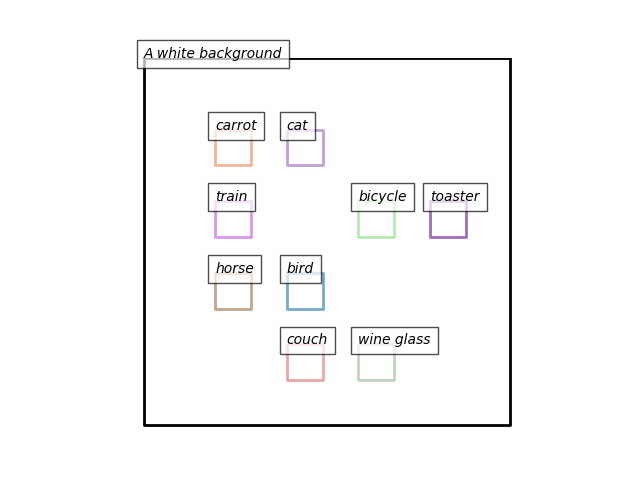 A white background
carrot
cat
train
bicycle
toaster
horse
bird
couch
wine glass